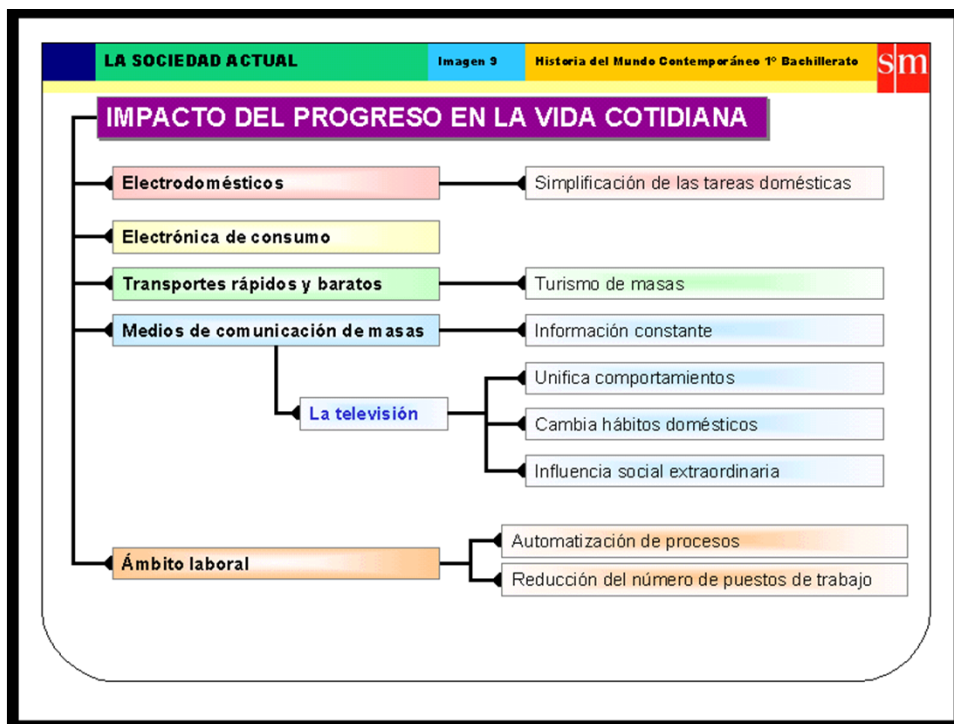 LA SOCIEDAD ACTUAL
Imagen 9
Historia del Mundo Contemporáneo 1º Bachillerato
sm
IMPACTO DEL PROGRESO EN LA VIDA COTIDIANA
Electrodomésticos
Simplificación de las tareas domésticas
Electrónica de consumo
Transportes rápidos y baratos
Turismo de masas
Medios de comunicación de masas
Información constante
La televisión
Unifica comportamientos
Cambia hábitos domésticos
Influencia social extraordinaria
Ámbito laboral
Automatización de procesos
Reducción del número de puestos de trabajo